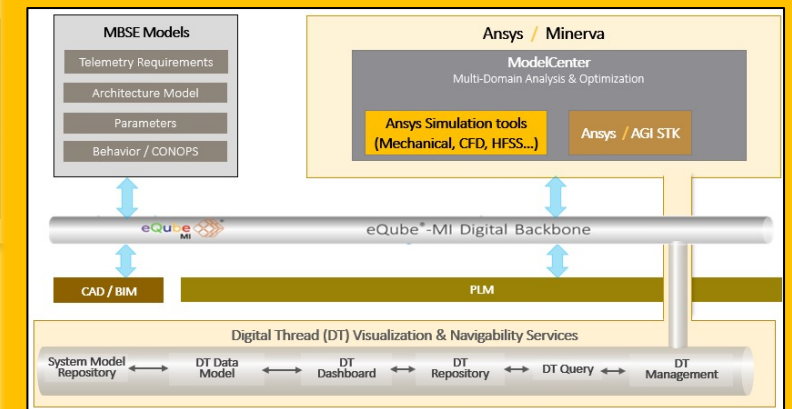 MBSE Models
Telemetry Requirements
Architecture Model
Parameters
Behavior / CONOPS
Ansys / Minerva
ModelCenter
Multi-Domain Analysis & Optimization
Ansys Simulation tools
(Mechanical, CFD, HFSS...)
Ansys / AGI STK
eQube MI ®
eQube®-MI Digital Backbone
CAD / BIM
PLM
Digital Thread (DT) Visualization & Navigability Services
System Model
Repository
DT Data
Model
DT
Dashboard
DT
Repository
DT Query
DT
Management